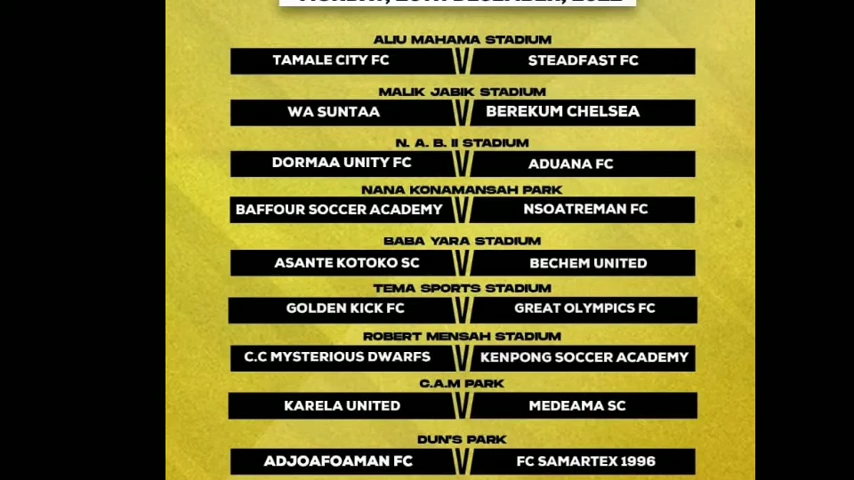 ALIU MAHAMA STADIUM
TAMALE CITY FC V STEADFAST FC
MALIK JABIK STADIUM
WA SUNTAA V BEREKUM CHELSEA
N. A. B. II STADIUM
DORMAA UNITY FC V ADUANA FC
NANA KONAMANSAH PARK
BAFFOUR SOCCER ACADEMY V NSOATREMAN FC
BABA YARA STADIUM
ASANTE KOTOKO SC V BECHEM UNITED
TEMA SPORTS STADIUM
GOLDEN KICK FC V GREAT OLYMPICS FC
ROBERT MENSAH STADIUM
C.C MYSTERIOUS DWARFS V KENPONG SOCCER ACADEMY
C.A.M PARK
KARELA UNITED V MEDEAMA SC
DUN'S PARK
ADJOAFOAMAN FC V FC SAMARTEX 1996